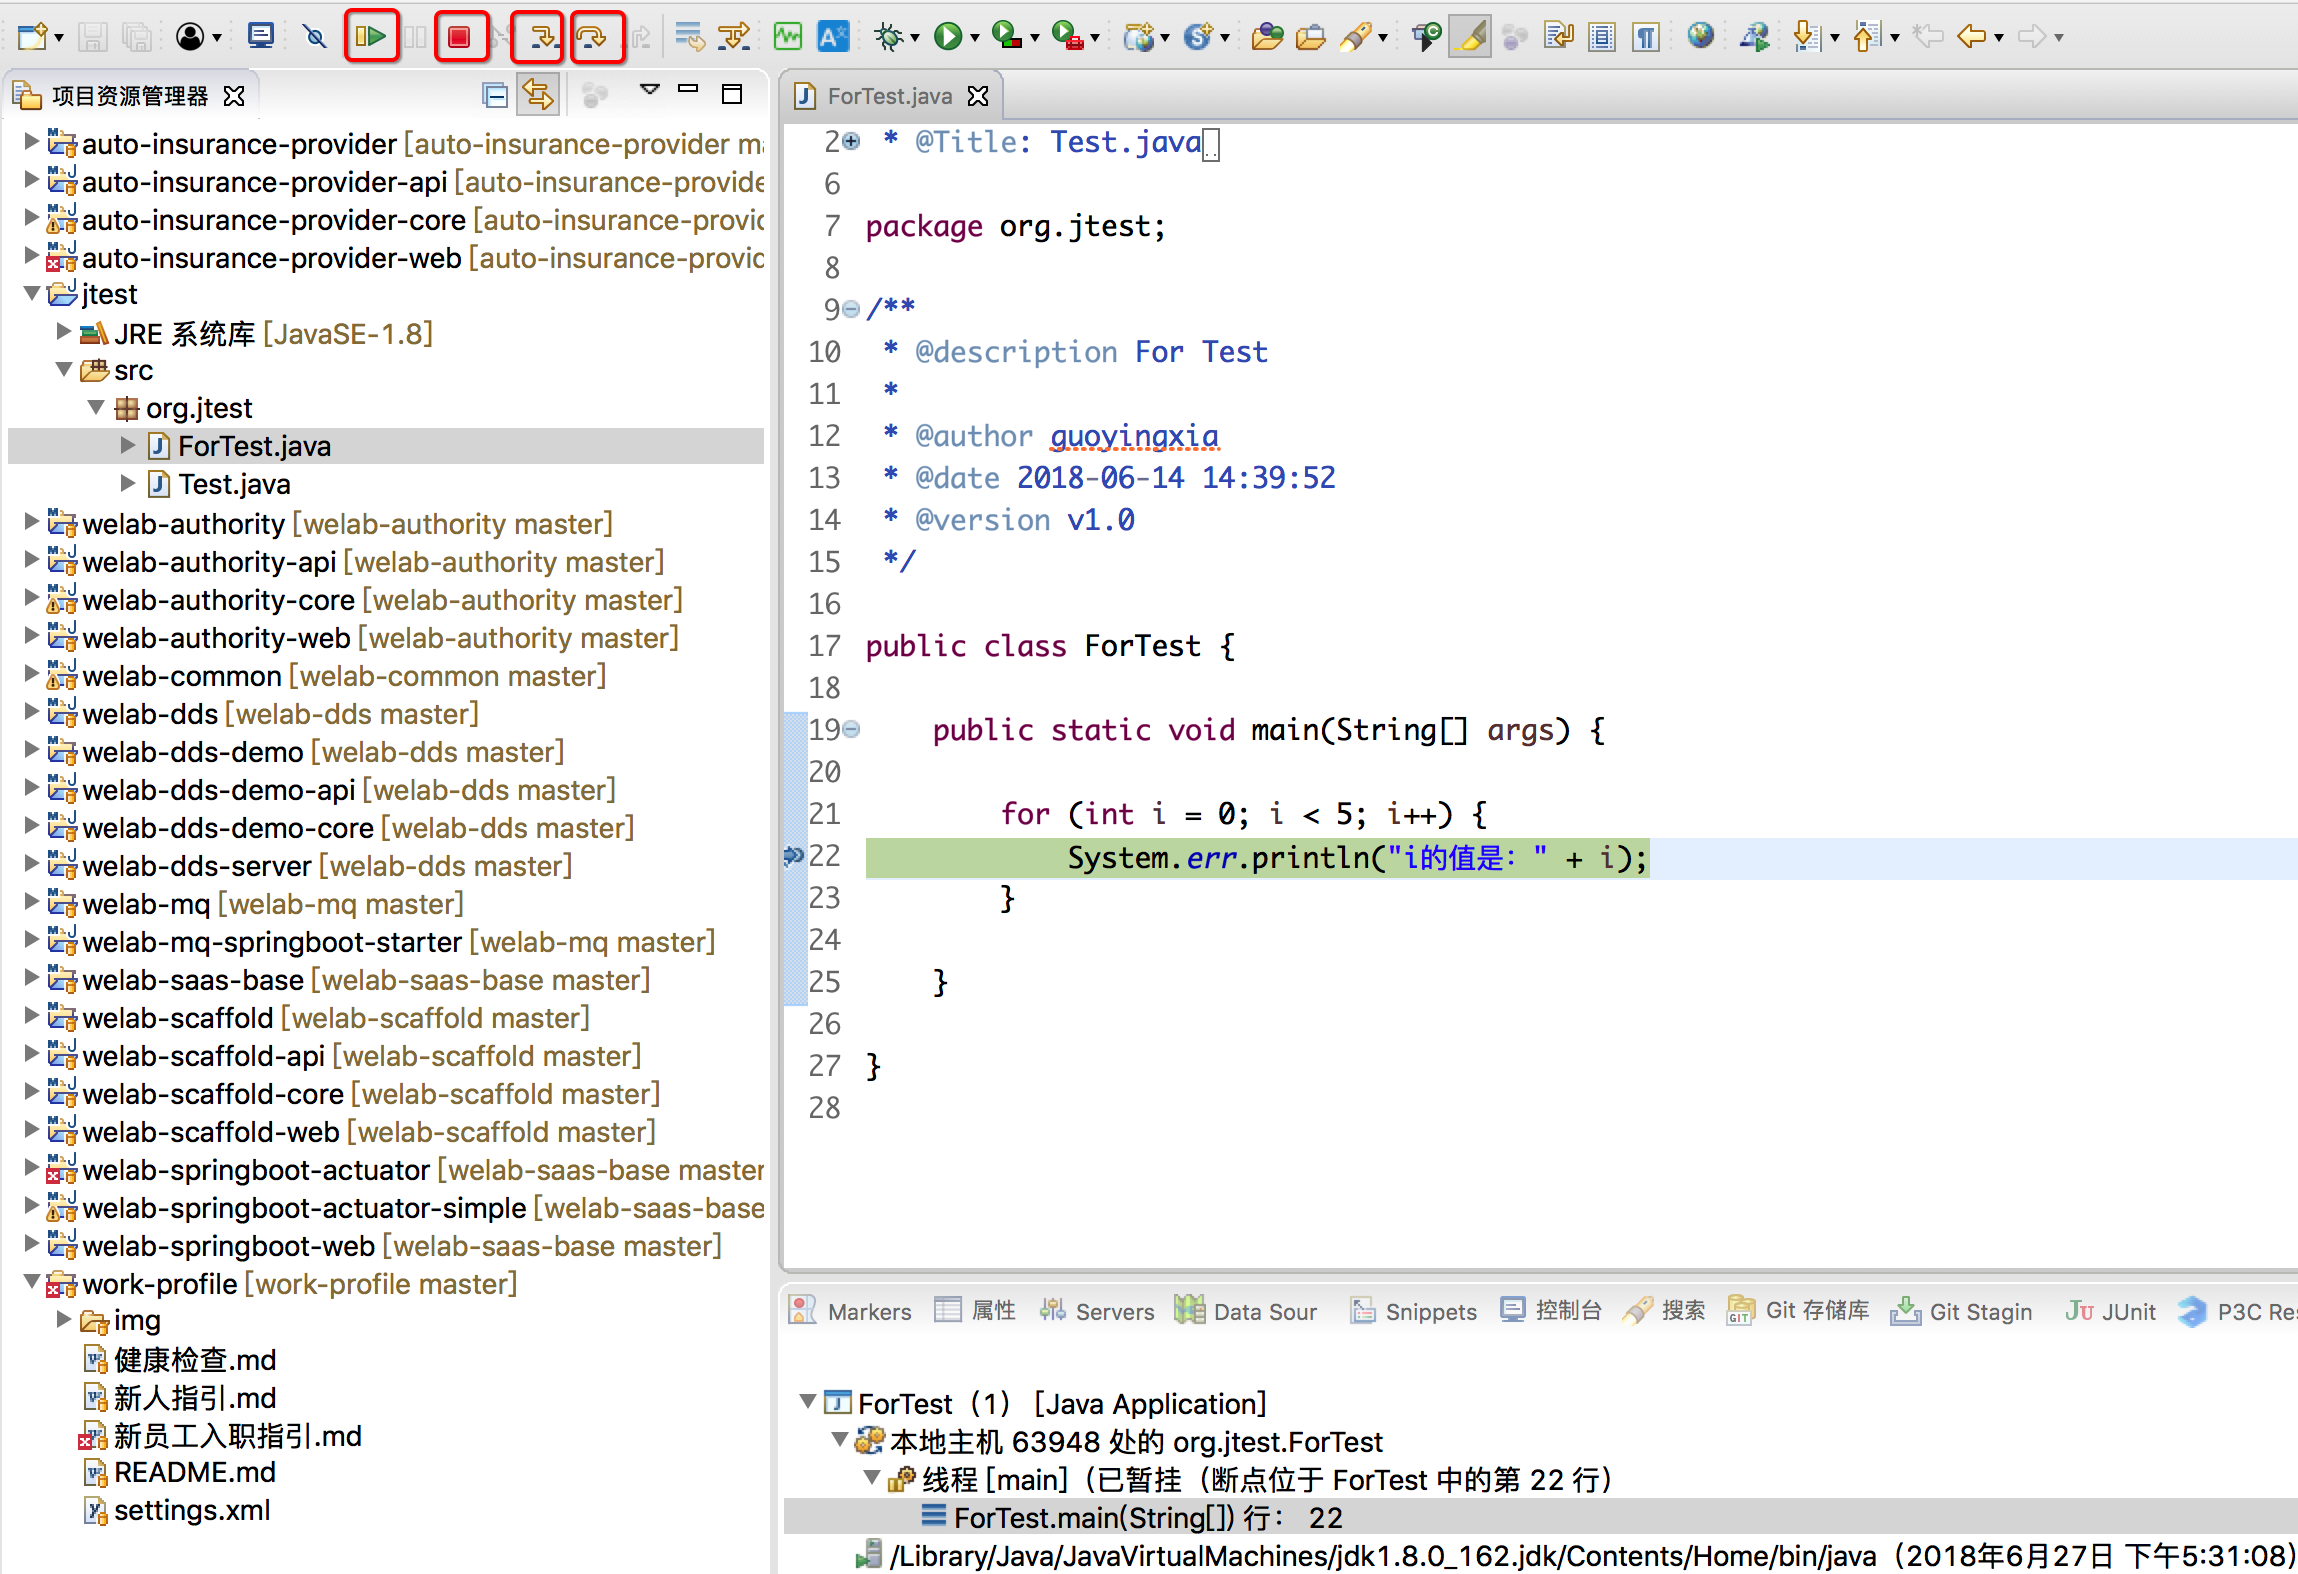 项目资源管理器
auto-insurance-provider [auto-insurance-provider ma
auto-insurance-provider-api [auto-insurance-provide
auto-insurance-provider-core [auto-insurance-provic
auto-insurance-provider-web [auto-insurance-provic
jtest
JRE 系统库 [JavaSE-1.8]
src
org.jtest
ForTest.java
Test.java
welab-authority [welab-authority master]
welab-authority-api [welab-authority master]
welab-authority-core [welab-authority master]
welab-authority-web [welab-authority master]
welab-common [welab-common master]
welab-dds [welab-dds master]
welab-dds-demo [welab-dds master]
welab-dds-demo-api [welab-dds master]
welab-dds-demo-core [welab-dds master]
welab-dds-server [welab-dds master]
welab-mq [welab-mq master]
welab-mq-springboot-starter [welab-mq master]
welab-saas-base [welab-saas-base master]
welab-scaffold [welab-scaffold master]
welab-scaffold-api [welab-scaffold master]
welab-scaffold-core [welab-scaffold master]
welab-scaffold-web [welab-scaffold master]
welab-springboot-actuator [welab-saas-base master
welab-springboot-actuator-simple [welab-saas-base
welab-springboot-web [welab-saas-base master]
work-profile [work-profile master]
img
健康检查.md
新人指引.md
新员工入职指引.md
README.md
settings.xml
ForTest.java
2 * @Title: Test.java
6
7 package org.jtest;
8
9 /**
10 * @description For Test
11 *
12 * @author guoyingxia
13 * @date 2018-06-14 14:39:52
14 * @version v1.0
15 */
16
17 public class ForTest {
18
19 public static void main(String[] args) {
20
21 for (int i = 0; i < 5; i++) {
22 System.err.println("i的值是：" + i);
23 }
24
25 }
26
27 }
28
Markers 属性 Servers Data Sour Snippets 控制台 搜索 Git 存储库 Git Stagin JUnit P3C Res
ForTest（1） [Java Application]
本地主机 63948 处的 org.jtest.ForTest
线程 [main]（已暂挂（断点位于 ForTest 中的第 22 行）
ForTest.main(String[]) 行： 22
/Library/Java/JavaVirtualMachines/jdk1.8.0_162.jdk/Contents/Home/bin/java（2018年6月27日 下午5:31:08）